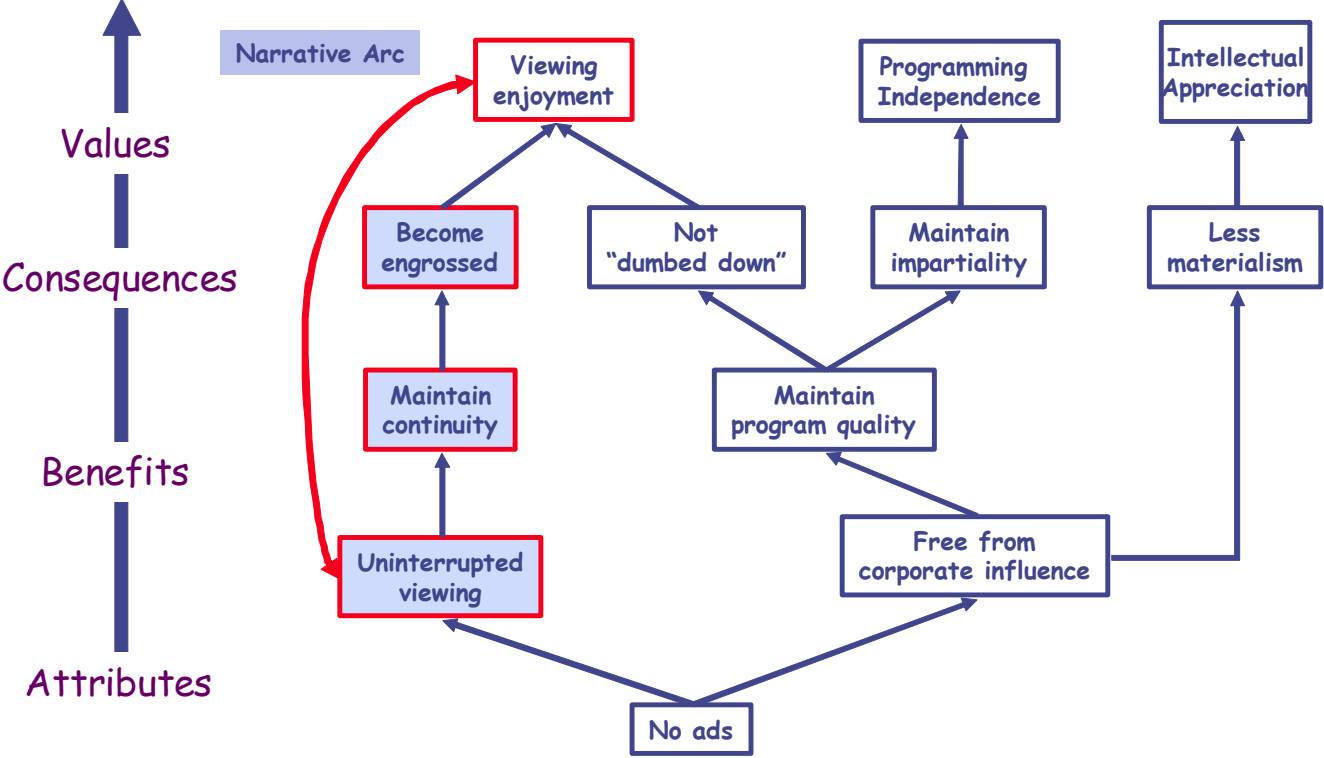 Narrative Arc
Viewing
enjoyment
Programming
Independence
Intellectual
Appreciation
Values
Become
engrossed
Not
“dumbed down”
Maintain
impartiality
Less
materialism
Consequences
Maintain
continuity
Maintain
program quality
Benefits
Uninterrupted
viewing
Free from
corporate influence
Attributes
No ads